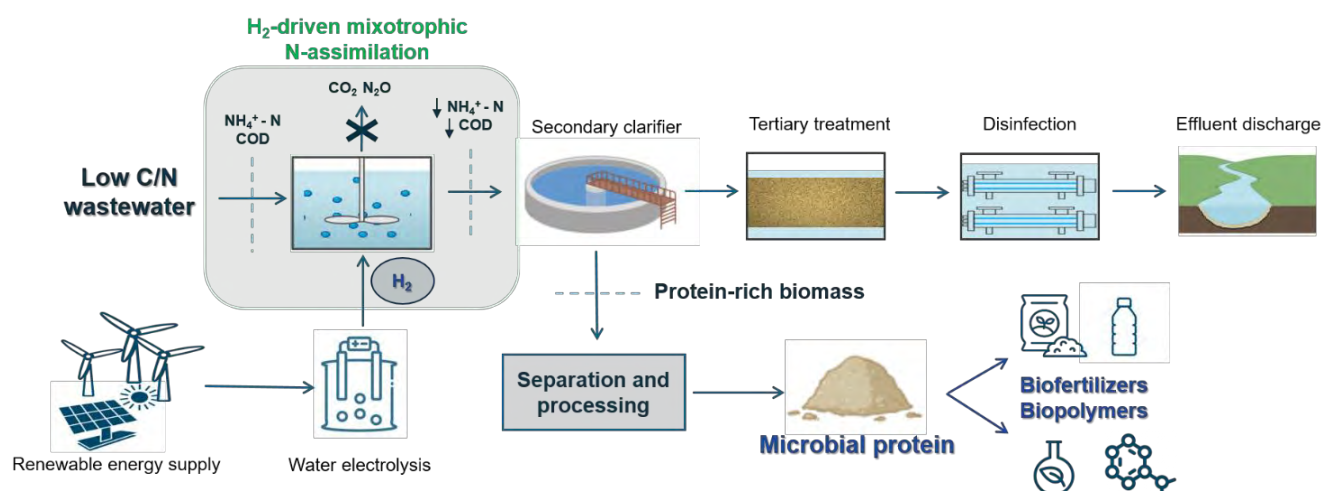 H₂-driven mixotrophic
N-assimilation
CO₂ N₂O
NH₄⁺ - N
COD
↓ NH₄⁺ - N
↓ COD
Low C/N
wastewater
H₂
Secondary clarifier
Tertiary treatment
Disinfection
Effluent discharge
Protein-rich biomass
Renewable energy supply
Water electrolysis
Separation and
processing
Microbial protein
Biofertilizers
Biopolymers